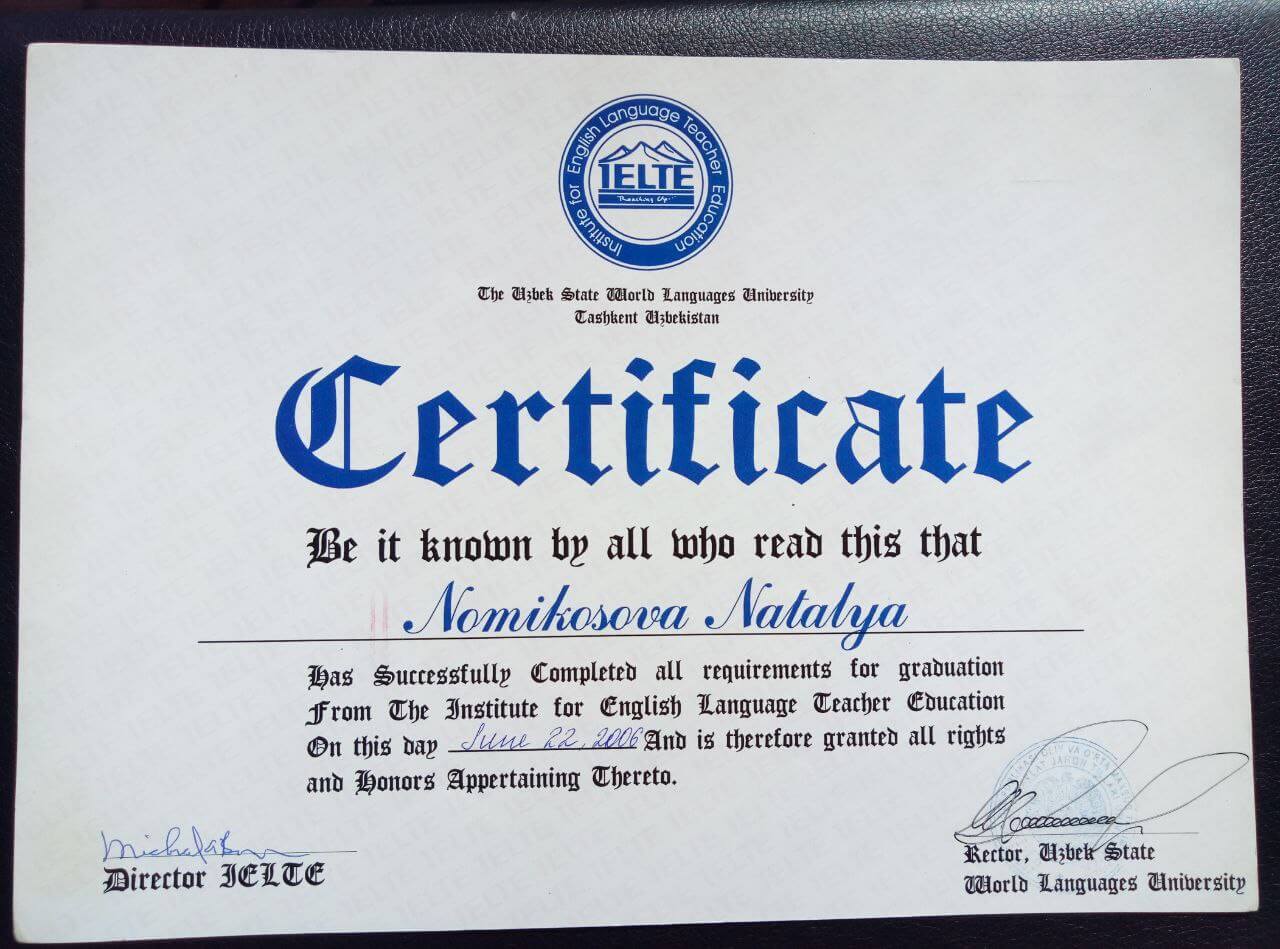 Institute for English Language Teacher Education
IELTE
Reaching Up...
The Uzbek State World Languages University
Tashkent Uzbekistan
Certificate
Be it known by all who read this that
Nomikosova Natalya
Has Successfully Completed all requirements for graduation
From The Institute for English Language Teacher Education
On this day June 22, 2006 And is therefore granted all rights
and Honors Appertaining Thereto.
Director IELTE
Rector, Uzbek State
World Languages University